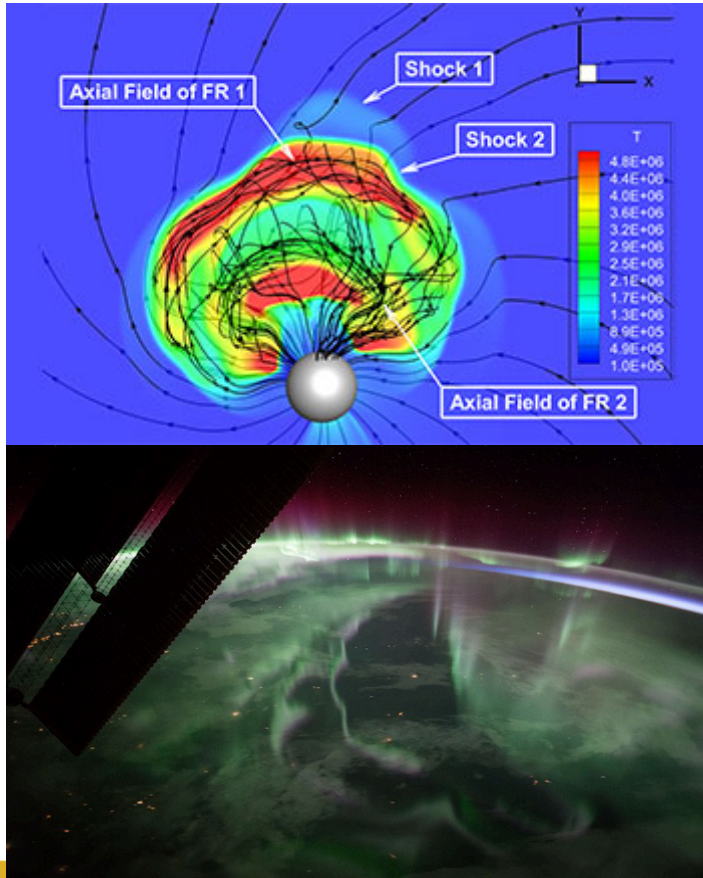 Y
Shock 1
Axial Field of FR 1
X
Shock 2
T
4.8E+06
4.4E+06
4.0E+06
3.6E+06
3.2E+06
2.9E+06
2.5E+06
2.1E+06
1.7E+06
1.3E+06
8.9E+05
4.9E+05
1.0E+05
Axial Field of FR 2